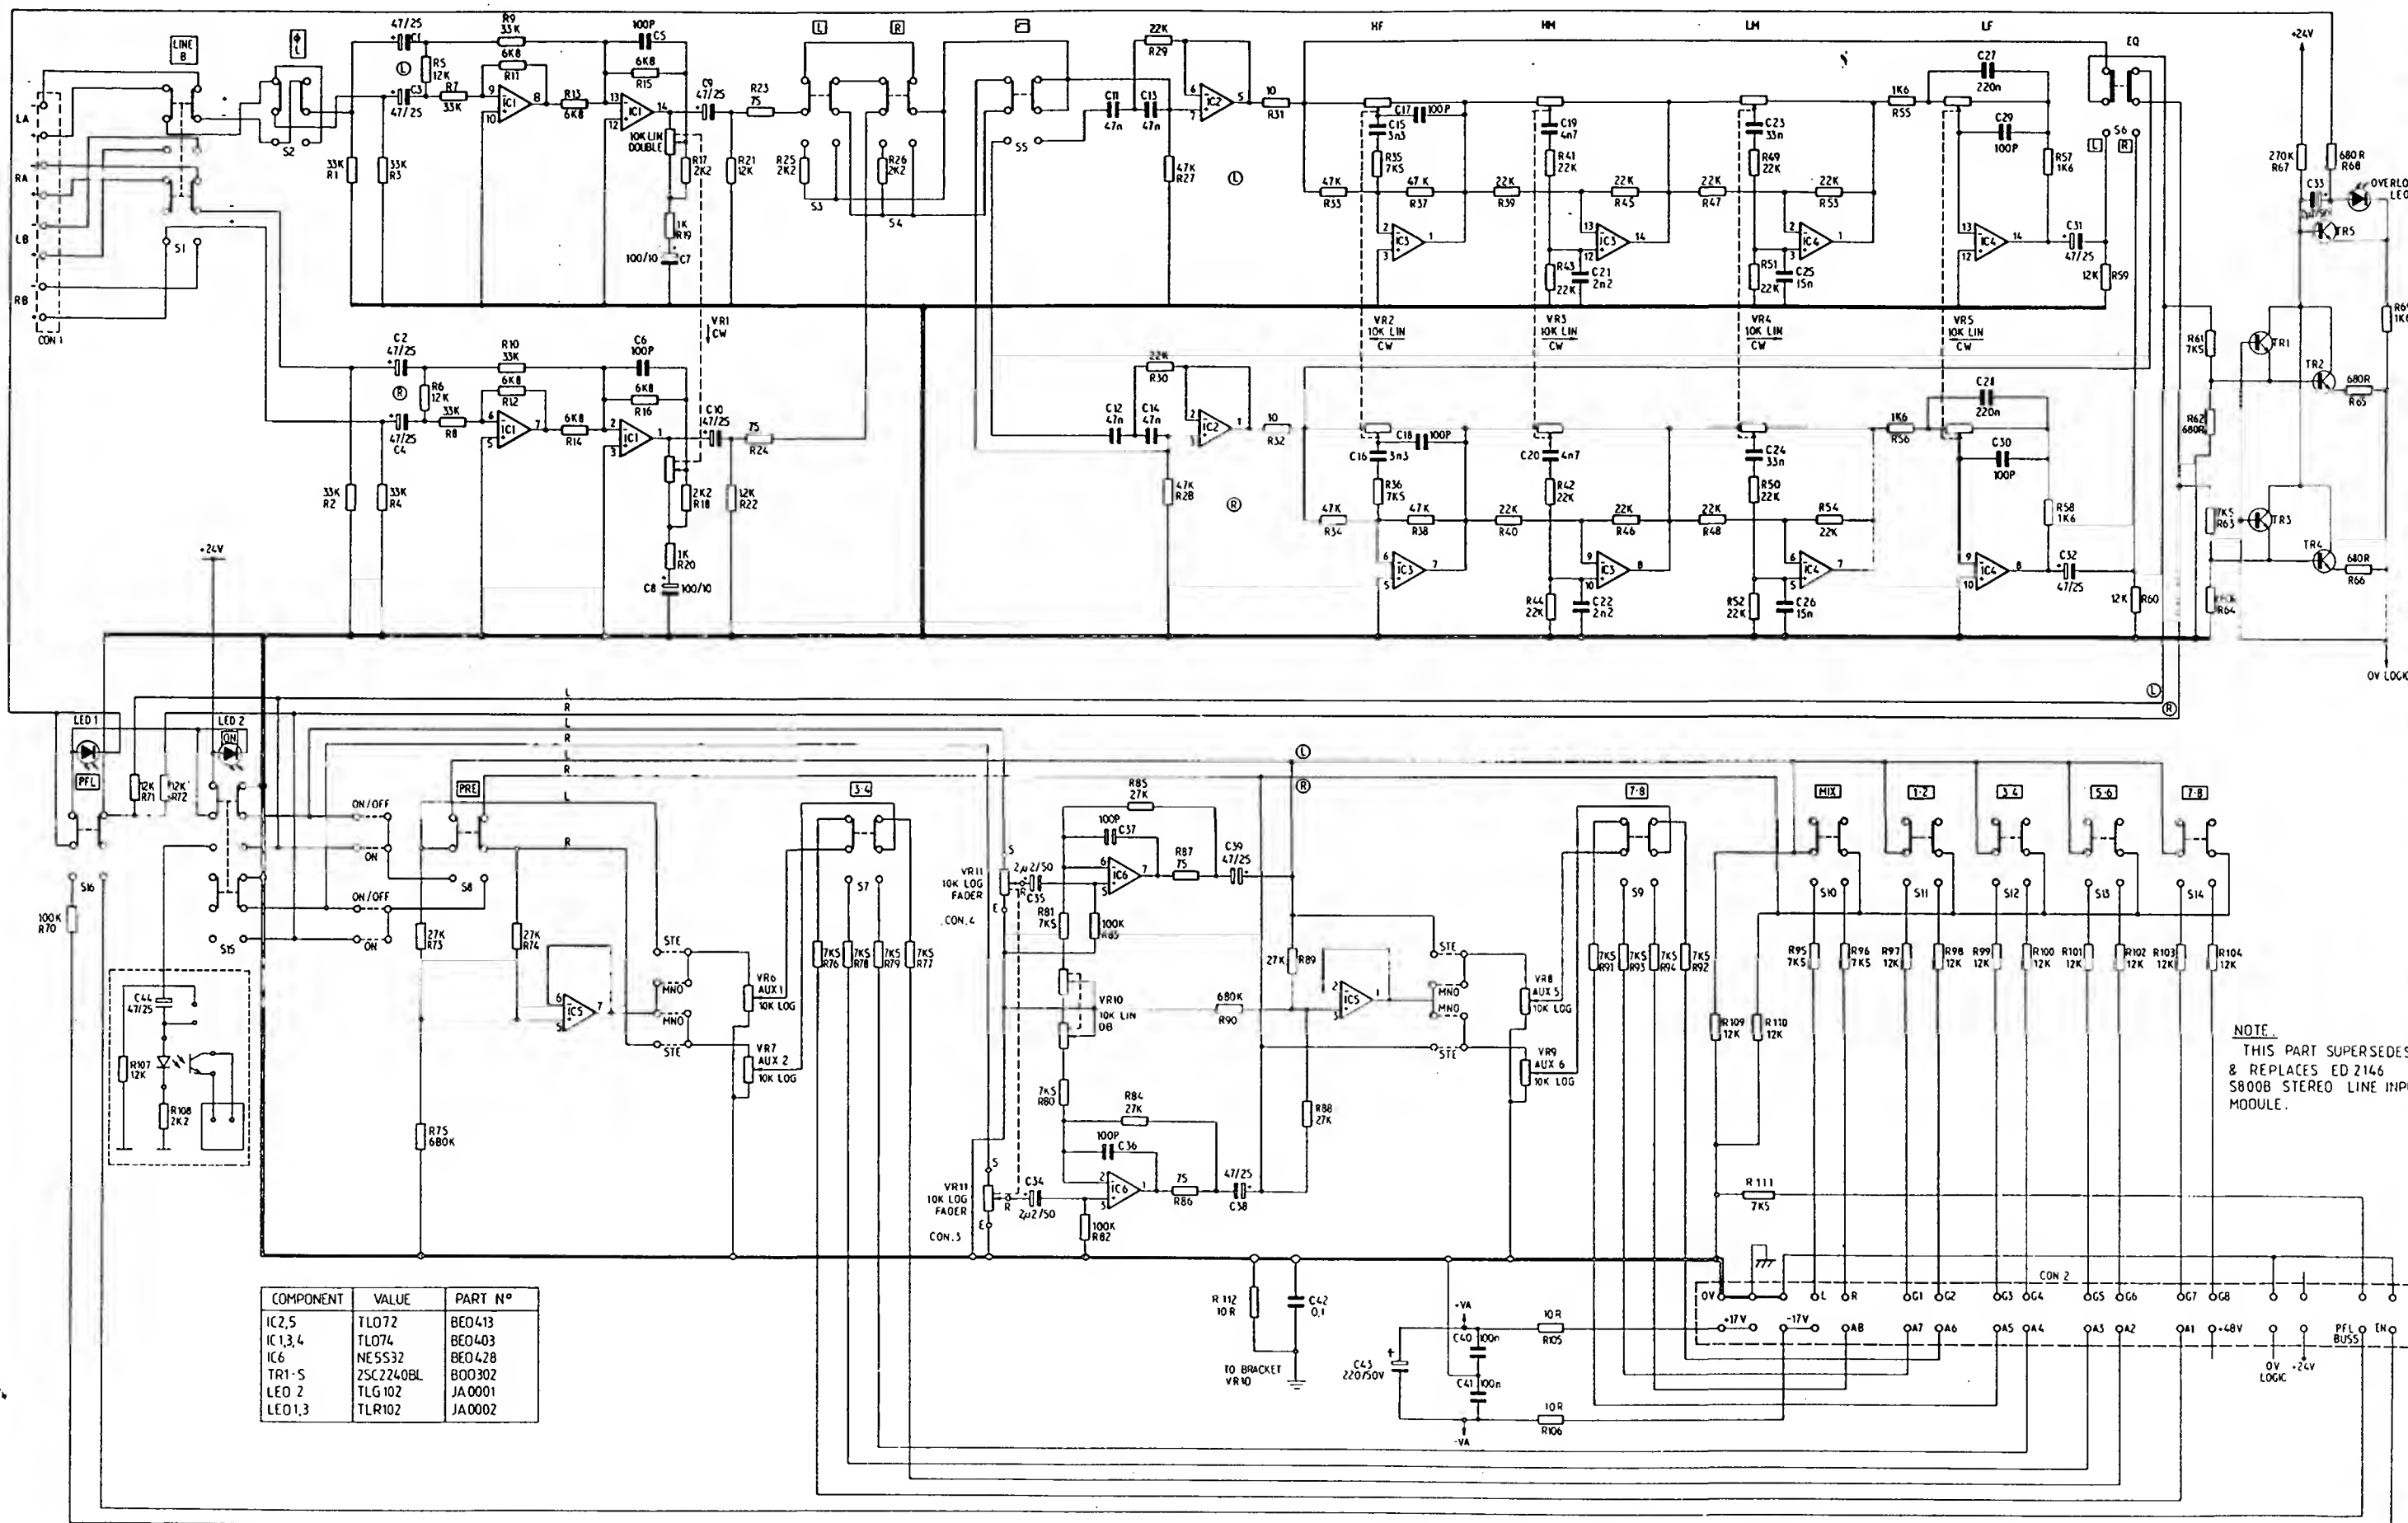 LINE B
ϕ L
L
R
HF
HM
LM
LF
EQ
+24V
47/25
C1
R9
33K
100P
C5
R5
12K
L
6K8
R11
6K8
R15
C3
47/25
R7
33K
R13
6K8
IC1
IC1
C9
47/25
R23
75
10K LIN
DOUBLE
R17
2K2
R21
12K
R25
2K2
R26
2K2
S3
S4
1K
R19
100/10
C7
33K
R1
33K
R3
S2
LA
RA
LB
RB
S1
CON 1
22K
R29
C11
47n
C13
47n
IC2
10
R31
47K
R27
S5
L
C17
100P
C15
3n3
R35
7K5
47K
R33
47K
R37
IC3
C19
4n7
R41
22K
22K
R39
22K
R45
IC3
R43
22K
C21
2n2
C23
33n
R49
22K
22K
R47
22K
R53
IC4
R51
22K
C25
15n
1K6
R55
C27
220n
C29
100P
R57
1K6
IC4
C31
47/25
12K
R59
S6
L
R
270K
R67
680R
R68
C33
TR5
VR1
CW
VR2
10K LIN
CW
VR3
10K LIN
CW
VR4
10K LIN
CW
VR5
10K LIN
CW
R61
7K5
TR1
TR2
680R
R65
R62
680R
C2
47/25
R
R6
12K
C4
47/25
R10
33K
6K8
R12
33K
R8
IC1
6K8
R14
C6
100P
6K8
R16
IC1
C10
47/25
75
R24
2K2
R18
12K
R22
1K
R20
C8
100/10
33K
R2
33K
R4
22K
R30
C12
47n
C14
47n
IC2
10
R32
47K
R28
R
C18
100P
C16
3n3
R36
7K5
47K
R34
47K
R38
IC3
C20
4n7
R42
22K
22K
R40
22K
R46
IC3
R44
22K
C22
2n2
C24
33n
R50
22K
22K
R48
R54
22K
IC4
R52
22K
C26
15n
1K6
R56
C28
220n
C30
100P
R58
1K6
IC4
C32
47/25
12K
R60
7K5
R63
TR3
TR4
680R
R66
R64
0V LOGIC
+24V
L
R
L
R
L
R
L
R
L
R
L
R
LED 1
PFL
12K
R71
12K
R72
LED 2
ON
S16
100K
R70
S15
ON/OFF
ON
ON/OFF
ON
PRE
S8
27K
R73
27K
R74
IC5
R75
680K
STE
MNO
MNO
STE
VR6
AUX 1
10K LOG
VR7
AUX 2
10K LOG
3-4
S7
7K5
R76
7K5
R78
7K5
R79
7K5
R77
C44
47/25
R107
12K
R108
2K2
VR11
10K LOG
FADER
CON.4
S
R
E
2µ2/50
C35
R81
7K5
100K
R83
R85
27K
100P
C37
IC6
R87
75
C39
47/25
VR10
10K LIN
DB
7K5
R80
R84
27K
100P
C36
IC6
75
R86
47/25
C38
VR11
10K LOG
FADER
CON.3
S
R
E
C34
2µ2/50
100K
R82
27K
R89
680K
R90
R88
27K
IC5
STE
MNO
MNO
STE
VR8
AUX 5
10K LOG
VR9
AUX 6
10K LOG
7-8
S9
7K5
R91
7K5
R93
7K5
R94
7K5
R92
MIX
1-2
3-4
5-6
7-8
S10
S11
S12
S13
S14
R95
7K5
R96
7K5
R97
12K
R98
12K
R99
12K
R100
12K
R101
12K
R102
12K
R103
12K
R104
12K
R109
12K
R110
12K
R 111
7K5
NOTE.
THIS PART SUPERSEDES
& REPLACES ED 2146
S800B STEREO LINE
MODULE.
CON 2
0V
L
R
G1
G2
G3
G4
G5
G6
G7
G8
+17V
-17V
A8
A7
A6
A5
A4
A3
A2
A1
+48V
0V LOGIC
+24V
PFL BUSS
EN
R 112
10R
C42
0,1
TO BRACKET
VR10
C43
220/50V
+VA
C40
100n
C41
100n
-VA
10R
R105
10R
R106
COMPONENT VALUE PART Nº
IC2,5 TL072 BE0413
IC1,3,4 TL074 BE0403
IC6 NE5532 BE0428
TR1-5 2SC2240BL B00302
LED 2 TLG102 JA0001
LED1,3 TLR102 JA0002